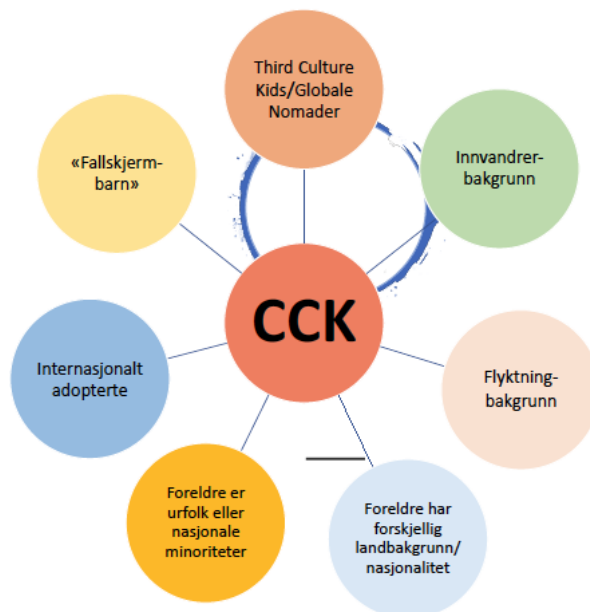 Third Culture
Kids/Globale
Nomader
«Fallskjerm-
barn»
Innvandrer-
bakgrunn
CCK
Internasjonalt
adopterte
Flyktning-
bakgrunn
Foreldre er
urfolk eller
nasjonale
minoriteter
Foreldre har
forskjellig
landbakgrunn/
nasjonalitet